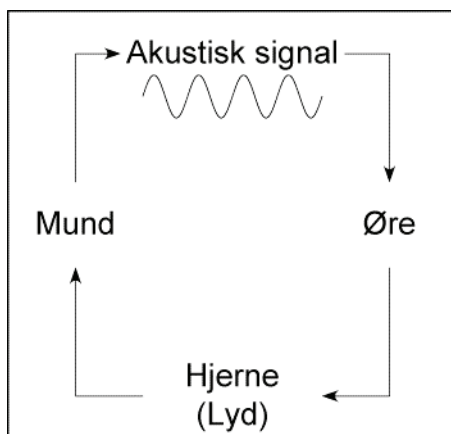 Akustisk signal
Mund
Øre
Hjerne
(Lyd)